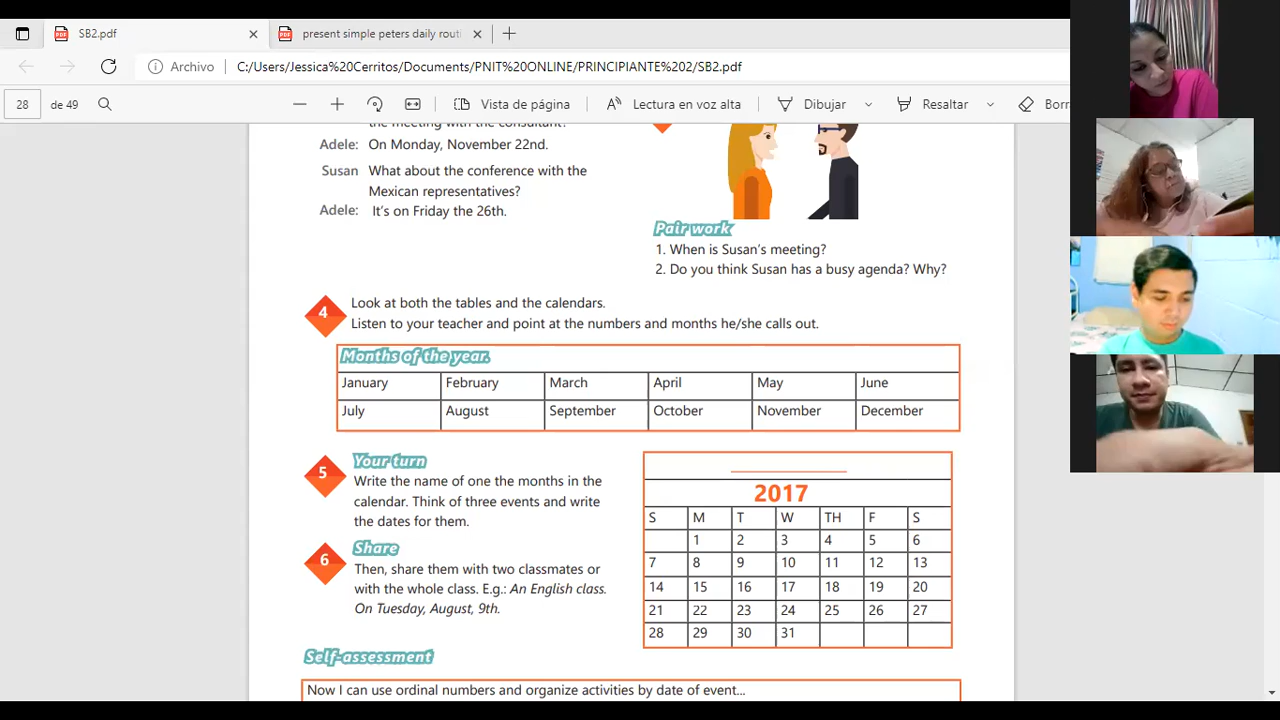 SB2.pdf
present simple peters daily routi
Archivo
C:/Users/Jessica%20Cerritos/Documents/PNIT%20ONLINE/PRINCIPIANTE%202/SB2.pdf
28
de 49
Vista de página
Lectura en voz alta
Dibujar
Resaltar
Borr
the meeting with the consultant?
Adele: On Monday, November 22nd.
Susan What about the conference with the
Mexican representatives?
Adele: It's on Friday the 26th.
Pair work
1. When is Susan's meeting?
2. Do you think Susan has a busy agenda? Why?
4
Look at both the tables and the calendars.
Listen to your teacher and point at the numbers and months he/she calls out.
Months of the year.
January February March April May June
July August September October November December
5
Your turn
Write the name of one the months in the
calendar. Think of three events and write
the dates for them.
6
Share
Then, share them with two classmates or
with the whole class. E.g.: An English class.
On Tuesday, August, 9th.
2017
S M T W TH F S
1 2 3 4 5 6
7 8 9 10 11 12 13
14 15 16 17 18 19 20
21 22 23 24 25 26 27
28 29 30 31
Self-assessment
Now I can use ordinal numbers and organize activities by date of event...